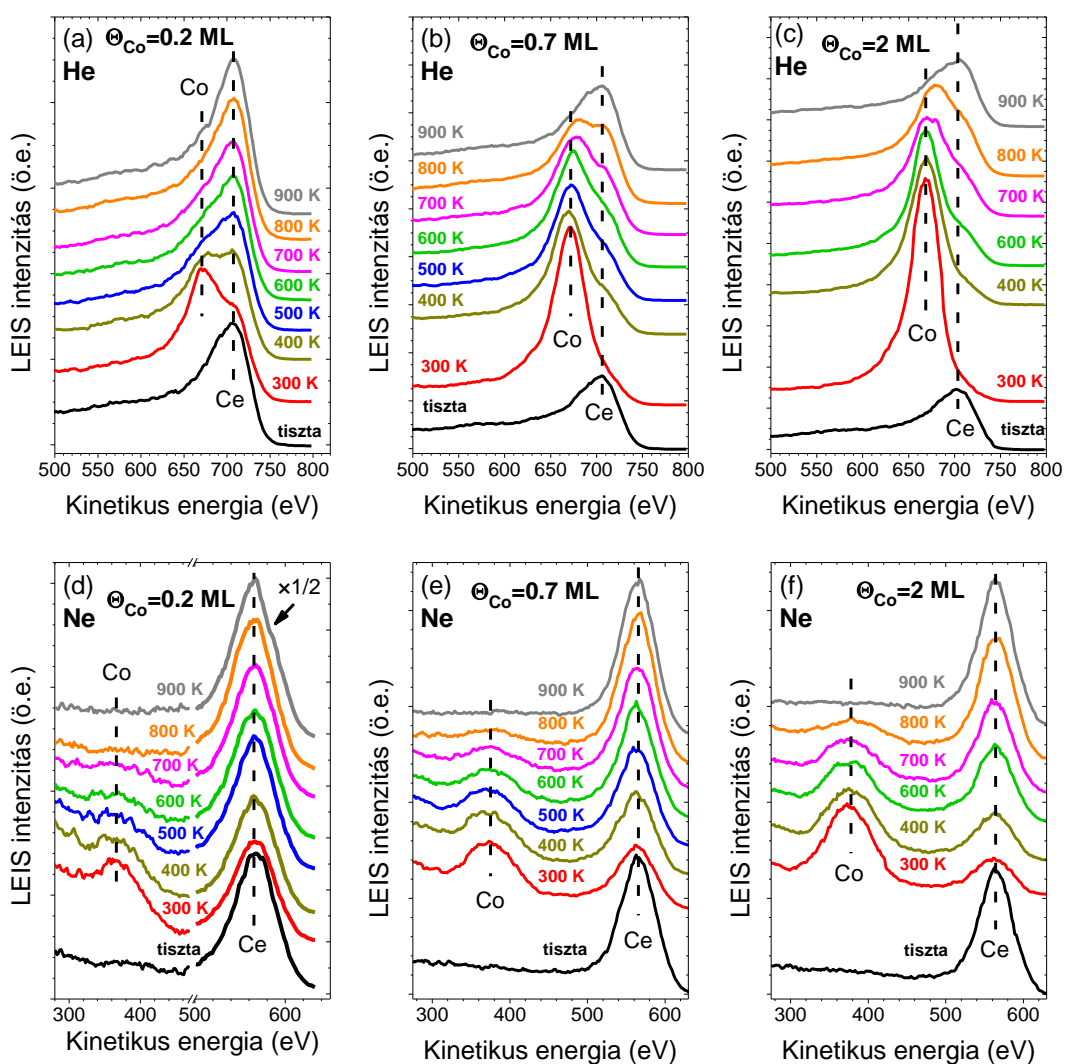 (a)
ΘCo=0.2 ML
He
Co
900 K
800 K
700 K
600 K
500 K
400 K
300 K
Ce
tiszta
LEIS intenzitás (ö.e.)
500 550 600 650 700 750 800
Kinetikus energia (eV)
(b)
ΘCo=0.7 ML
He
900 K
800 K
700 K
600 K
500 K
400 K
Co
300 K
tiszta
Ce
LEIS intenzitás (ö.e.)
500 600 700 800
Kinetikus energia (eV)
(c)
ΘCo=2 ML
He
900 K
800 K
700 K
600 K
400 K
Co
300 K
Ce
tiszta
LEIS intenzitás (ö.e.)
500 550 600 650 700 750 800
Kinetikus energia (eV)
(d)
ΘCo=0.2 ML
Ne
×1/2
Co
900 K
800 K
700 K
600 K
500 K
400 K
300 K
tiszta
Ce
LEIS intenzitás (ö.e.)
300 400 500 600
Kinetikus energia (eV)
(e)
ΘCo=0.7 ML
Ne
900 K
800 K
700 K
600 K
500 K
400 K
300 K
Co
tiszta
Ce
LEIS intenzitás (ö.e.)
300 400 500 600
Kinetikus energia (eV)
(f)
ΘCo=2 ML
Ne
900 K
800 K
700 K
600 K
400 K
300 K
Co
tiszta
Ce
LEIS intenzitás (ö.e.)
300 400 500 600
Kinetikus energia (eV)